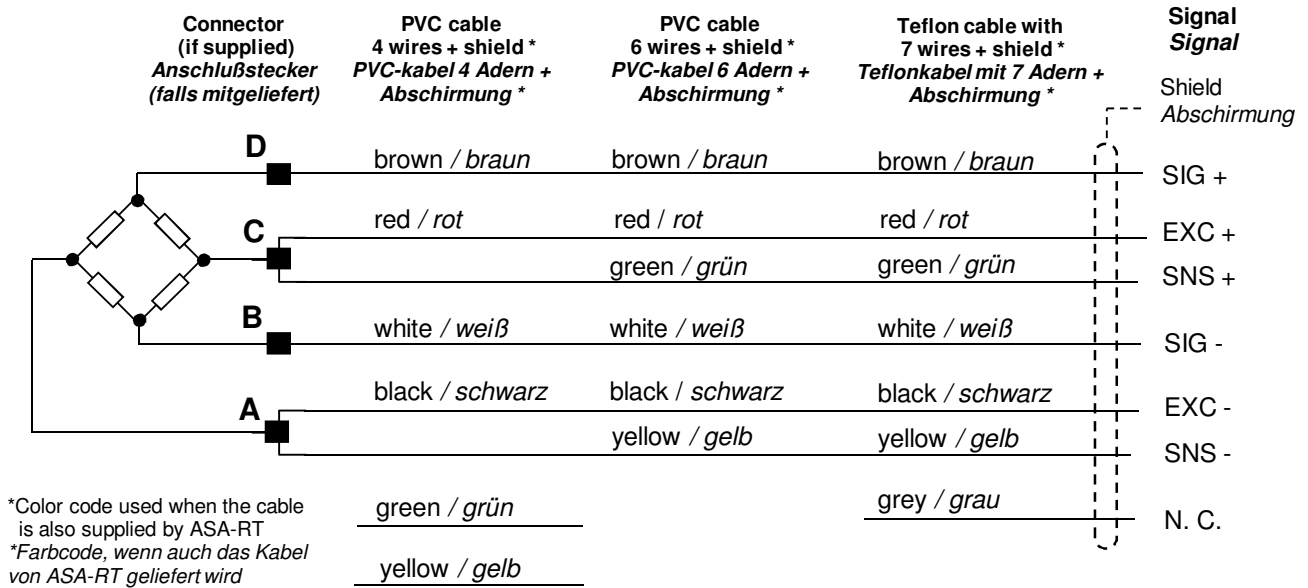 Connector
(if supplied)
Anschlußstecker
(falls mitgeliefert)
PVC cable
4 wires + shield *
PVC-kabel 4 Adern +
Abschirmung *
PVC cable
6 wires + shield *
PVC-kabel 6 Adern +
Abschirmung *
Teflon cable with
7 wires + shield *
Teflonkabel mit 7 Adern +
Abschirmung *
Signal
Signal
Shield
Abschirmung
D brown / braun brown / braun brown / braun SIG +
C red / rot red / rot red / rot EXC +
green / grün green / grün SNS +
B white / weiß white / weiß white / weiß SIG -
A black / schwarz black / schwarz black / schwarz EXC -
yellow / gelb yellow / gelb SNS -
green / grün grey / grau N. C.
yellow / gelb
*Color code used when the cable
is also supplied by ASA-RT
*Farbcode, wenn auch das Kabel
von ASA-RT geliefert wird